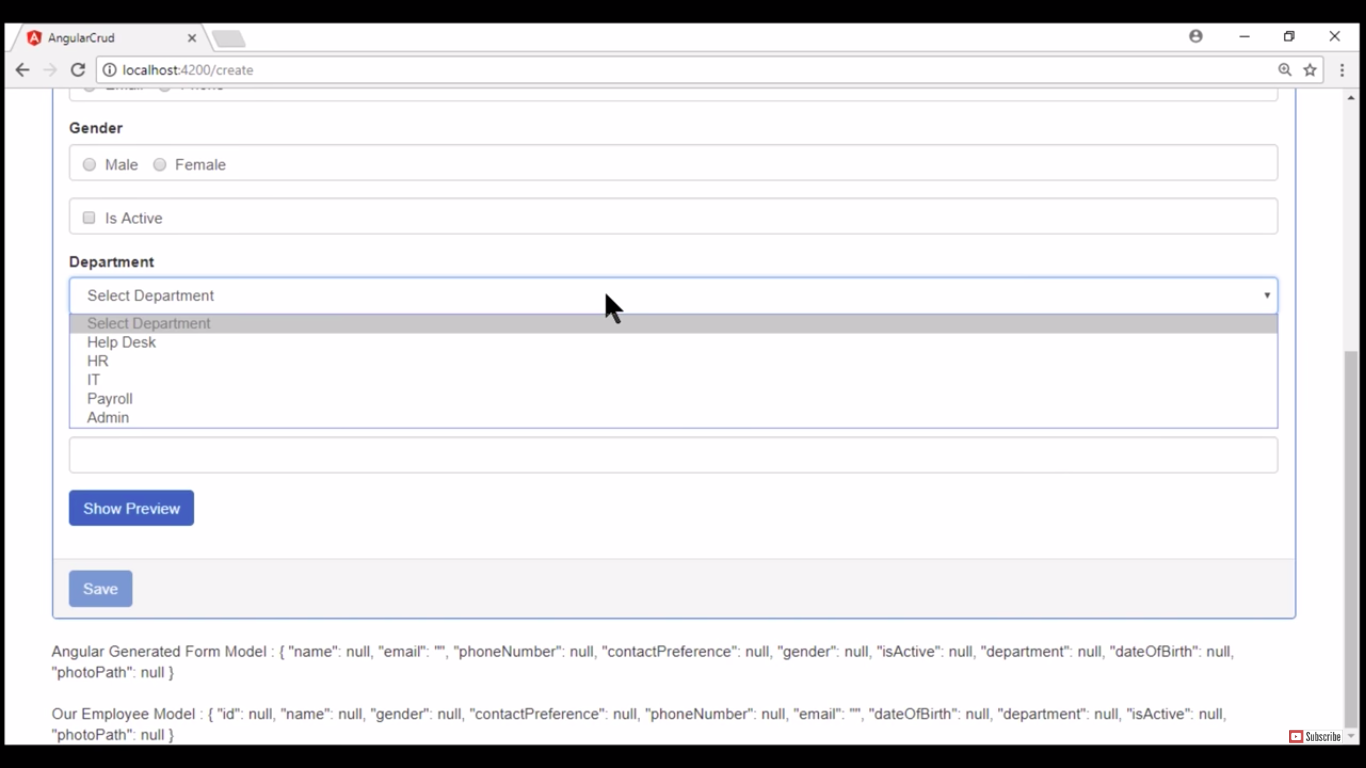 AngularCrud
localhost:4200/create
Gender
Male Female
Is Active
Department
Select Department
Select Department
Help Desk
HR
IT
Payroll
Admin
Show Preview
Save
Angular Generated Form Model : { "name": null, "email": "", "phoneNumber": null, "contactPreference": null, "gender": null, "isActive": null, "department": null, "dateOfBirth": null,
"photoPath": null }
Our Employee Model : { "id": null, "name": null, "gender": null, "contactPreference": null, "phoneNumber": null, "email": "", "dateOfBirth": null, "department": null, "isActive": null,
"photoPath": null }
Subscribe